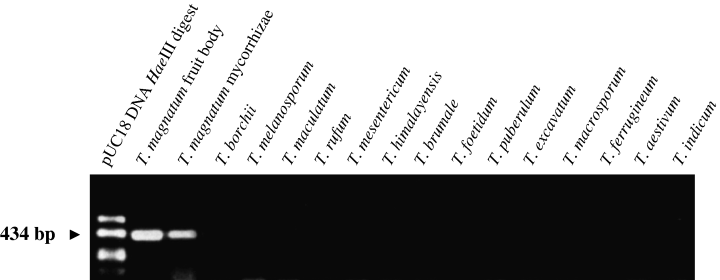 pUC18 DNA HaeIII digest
T. magnatum fruit body
T. magnatum mycorrhizae
T. borchii
T. melanosporum
T. maculatum
T. rufum
T. mesentericum
T. himalayensis
T. brumale
T. foetidum
T. puberulum
T. excavatum
T. macrosporum
T. ferrugineum
T. aestivum
T. indicum
434 bp ►